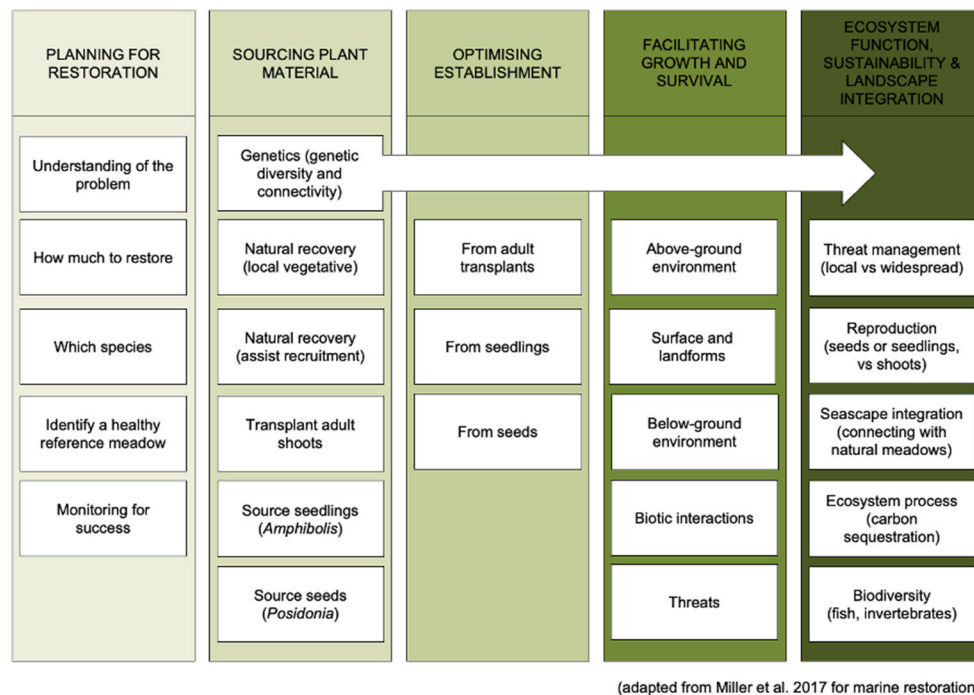 PLANNING FOR
RESTORATION
Understanding of the
problem
How much to restore
Which species
Identify a healthy
reference meadow
Monitoring for
success
SOURCING PLANT
MATERIAL
Genetics (genetic
diversity and
connectivity)
Natural recovery
(local vegetative)
Natural recovery
(assist recruitment)
Transplant adult
shoots
Source seedlings
(Amphibolis)
Source seeds
(Posidonia)
OPTIMISING
ESTABLISHMENT
From adult
transplants
From seedlings
From seeds
FACILITATING
GROWTH AND
SURVIVAL
Above-ground
environment
Surface and
landforms
Below-ground
environment
Biotic interactions
Threats
ECOSYSTEM
FUNCTION,
SUSTAINABILITY &
LANDSCAPE
INTEGRATION
Threat management
(local vs widespread)
Reproduction
(seeds or seedlings,
vs shoots)
Seascape integration
(connecting with
natural meadows)
Ecosystem process
(carbon
sequestration)
Biodiversity
(fish, invertebrates)
(adapted from Miller et al. 2017 for marine restoration